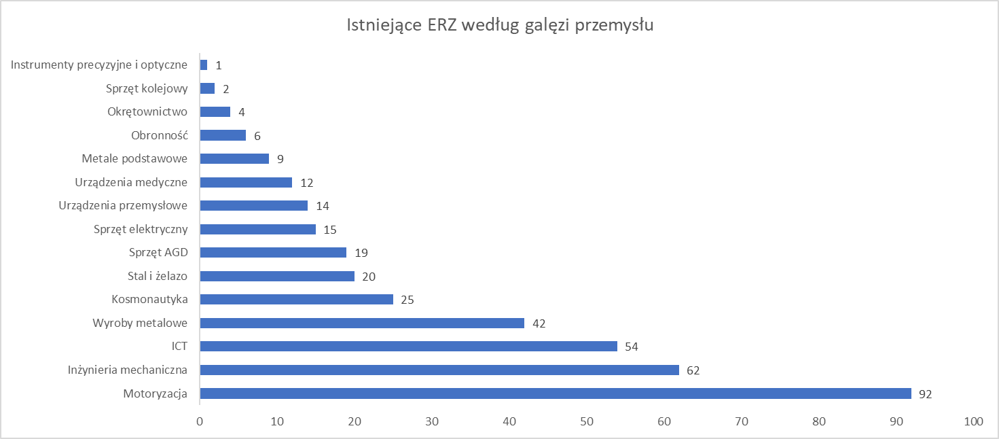 Istniejące ERZ według galęzi przemysłu
Instrumenty precyzyjne i optyczne 1
Sprzęt kolejowy 2
Okrętownictwo 4
Obronność 6
Metale podstawowe 9
Urządzenia medyczne 12
Urządzenia przemysłowe 14
Sprzęt elektryczny 15
Sprzęt AGD 19
Stal i żelazo 20
Kosmonautyka 25
Wyroby metalowe 42
ICT 54
Inżynieria mechaniczna 62
Motoryzacja 92
0 10 20 30 40 50 60 70 80 90 100